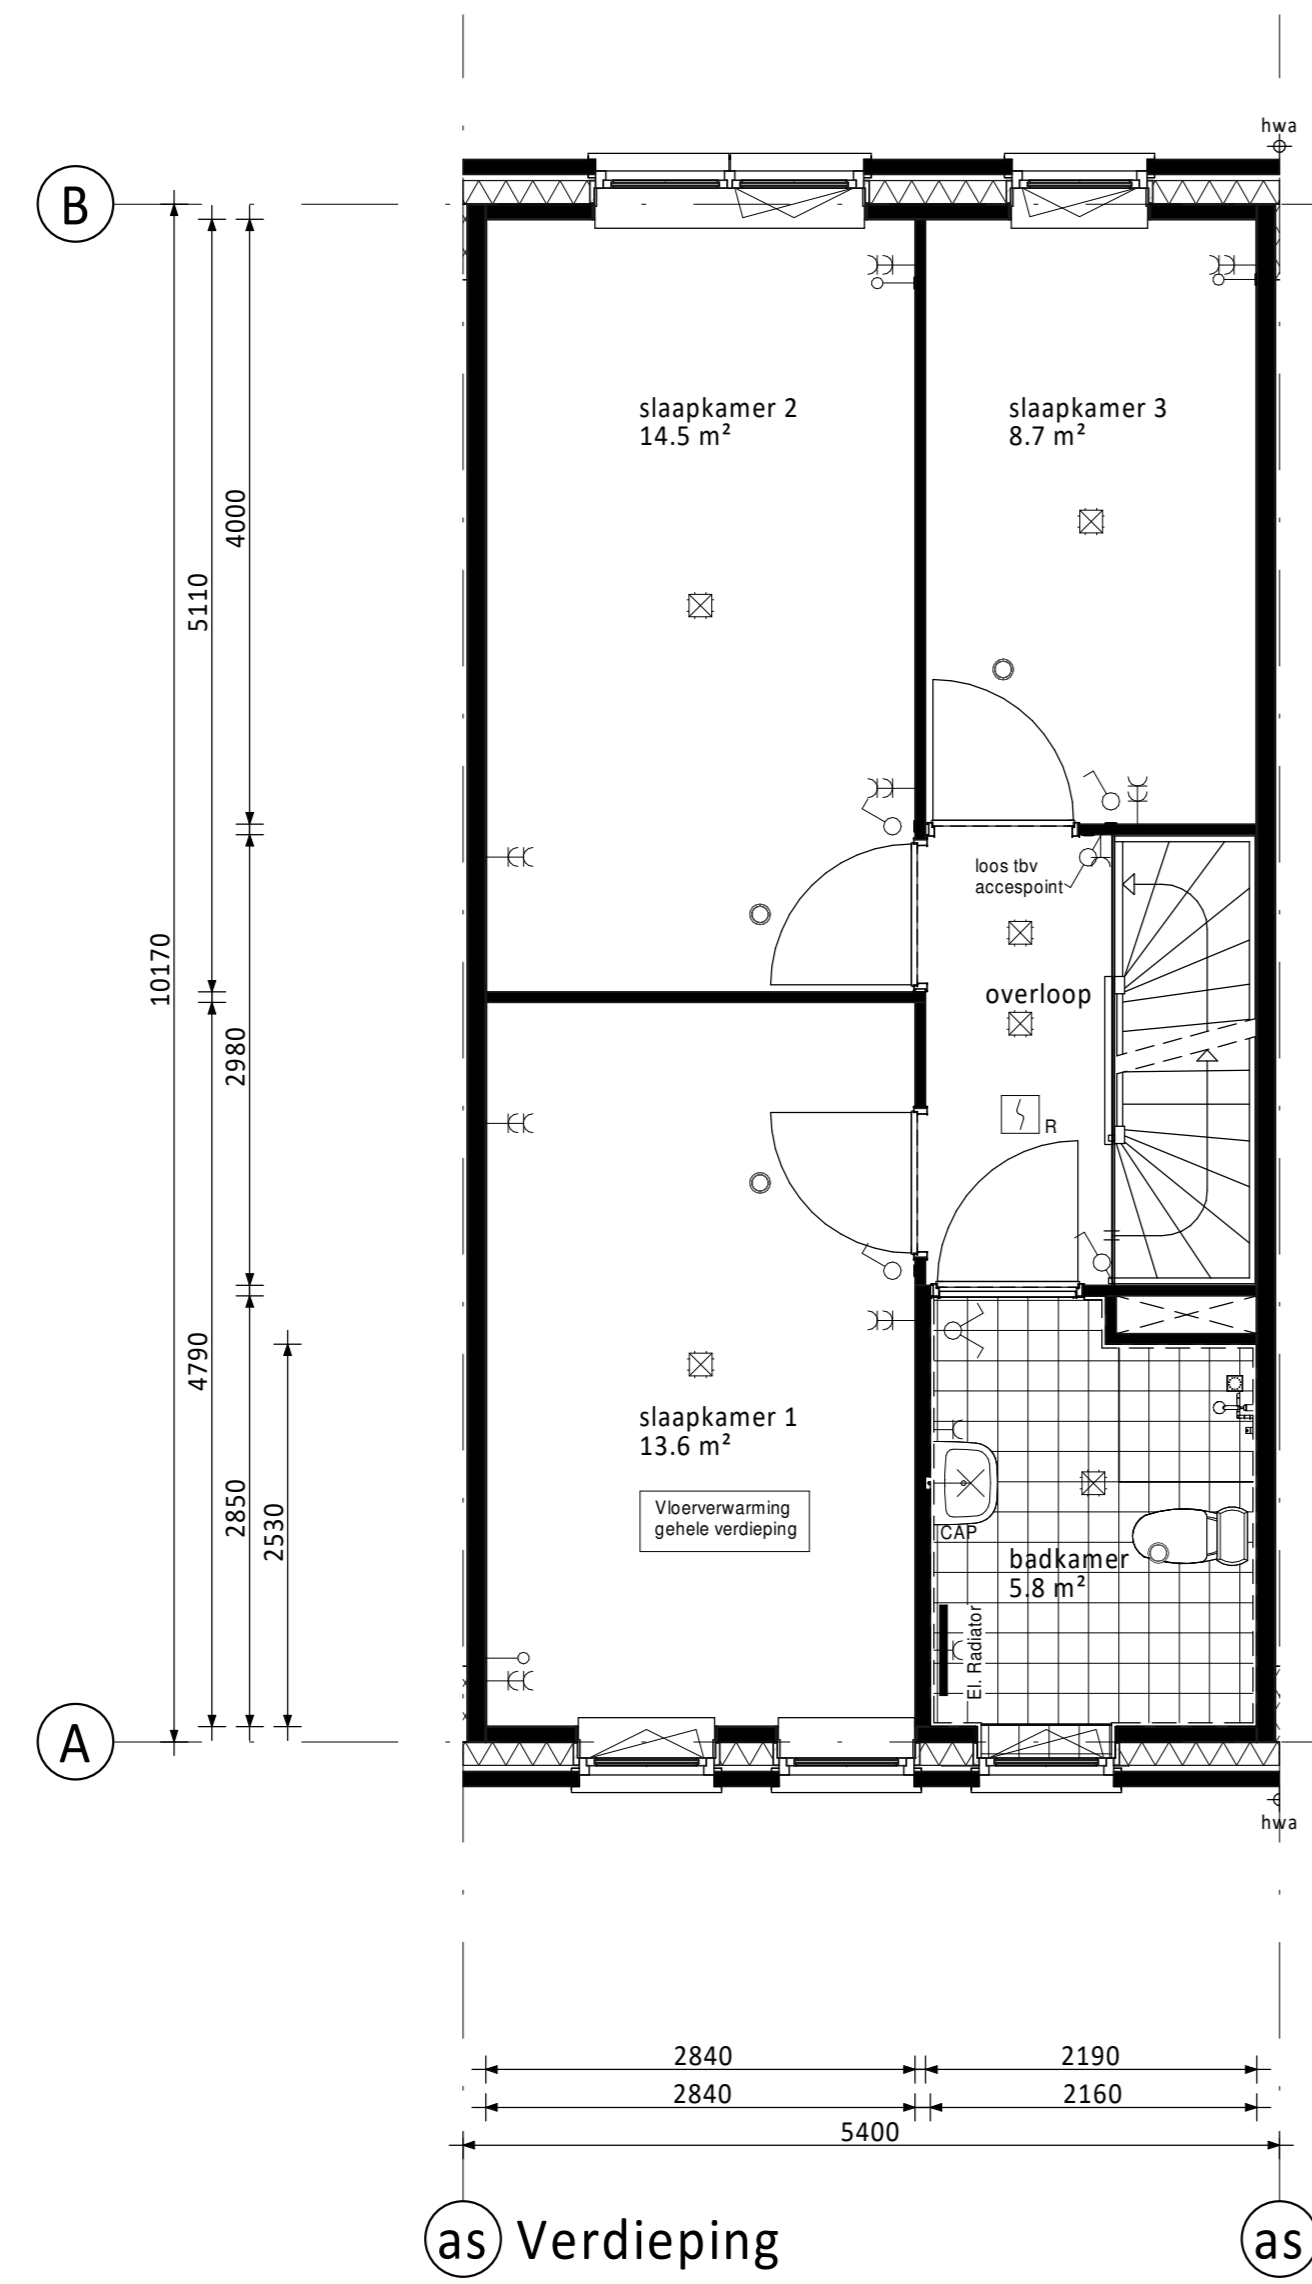 hwa
B
slaapkamer 2
14.5 m²
slaapkamer 3
8.7 m²
4000
5110
10170
2980
4790
2850
2530
loos tbv
accespoint
overloop
R
slaapkamer 1
13.6 m²
Vloerverwarming
gehele verdieping
CAP
badkamer
5.8 m²
El. Radiator
A
hwa
2840
2190
2840
2160
5400
as
Verdieping
as